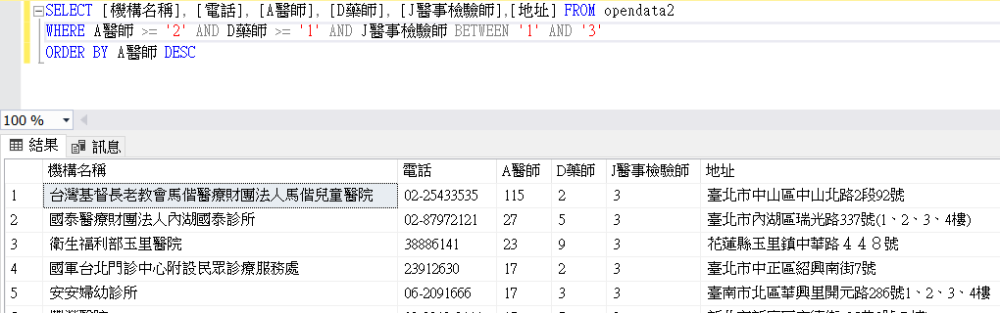 SELECT [機構名稱], [電話], [A醫師], [D藥師], [J醫事檢驗師],[地址] FROM opendata2
WHERE A醫師 >= '2' AND D藥師 >= '1' AND J醫事檢驗師 BETWEEN '1' AND '3'
ORDER BY A醫師 DESC
100 %
結果 訊息
機構名稱 電話 A醫師 D藥師 J醫事檢驗師 地址
1 台灣基督長老教會馬偕醫療財團法人馬偕兒童醫院 02-25433535 115 2 3 臺北市中山區中山北路2段92號
2 國泰醫療財團法人內湖國泰診所 02-87972121 27 5 3 臺北市內湖區瑞光路337號(1、2、3、4樓)
3 衛生福利部玉里醫院 38886141 23 9 3 花蓮縣玉里鎮中華路４４８號
4 國軍台北門診中心附設民眾診療服務處 23912630 17 2 3 臺北市中正區紹興南街7號
5 安安婦幼診所 06-2091666 17 3 3 臺南市北區華興里開元路286號1、2、3、4樓